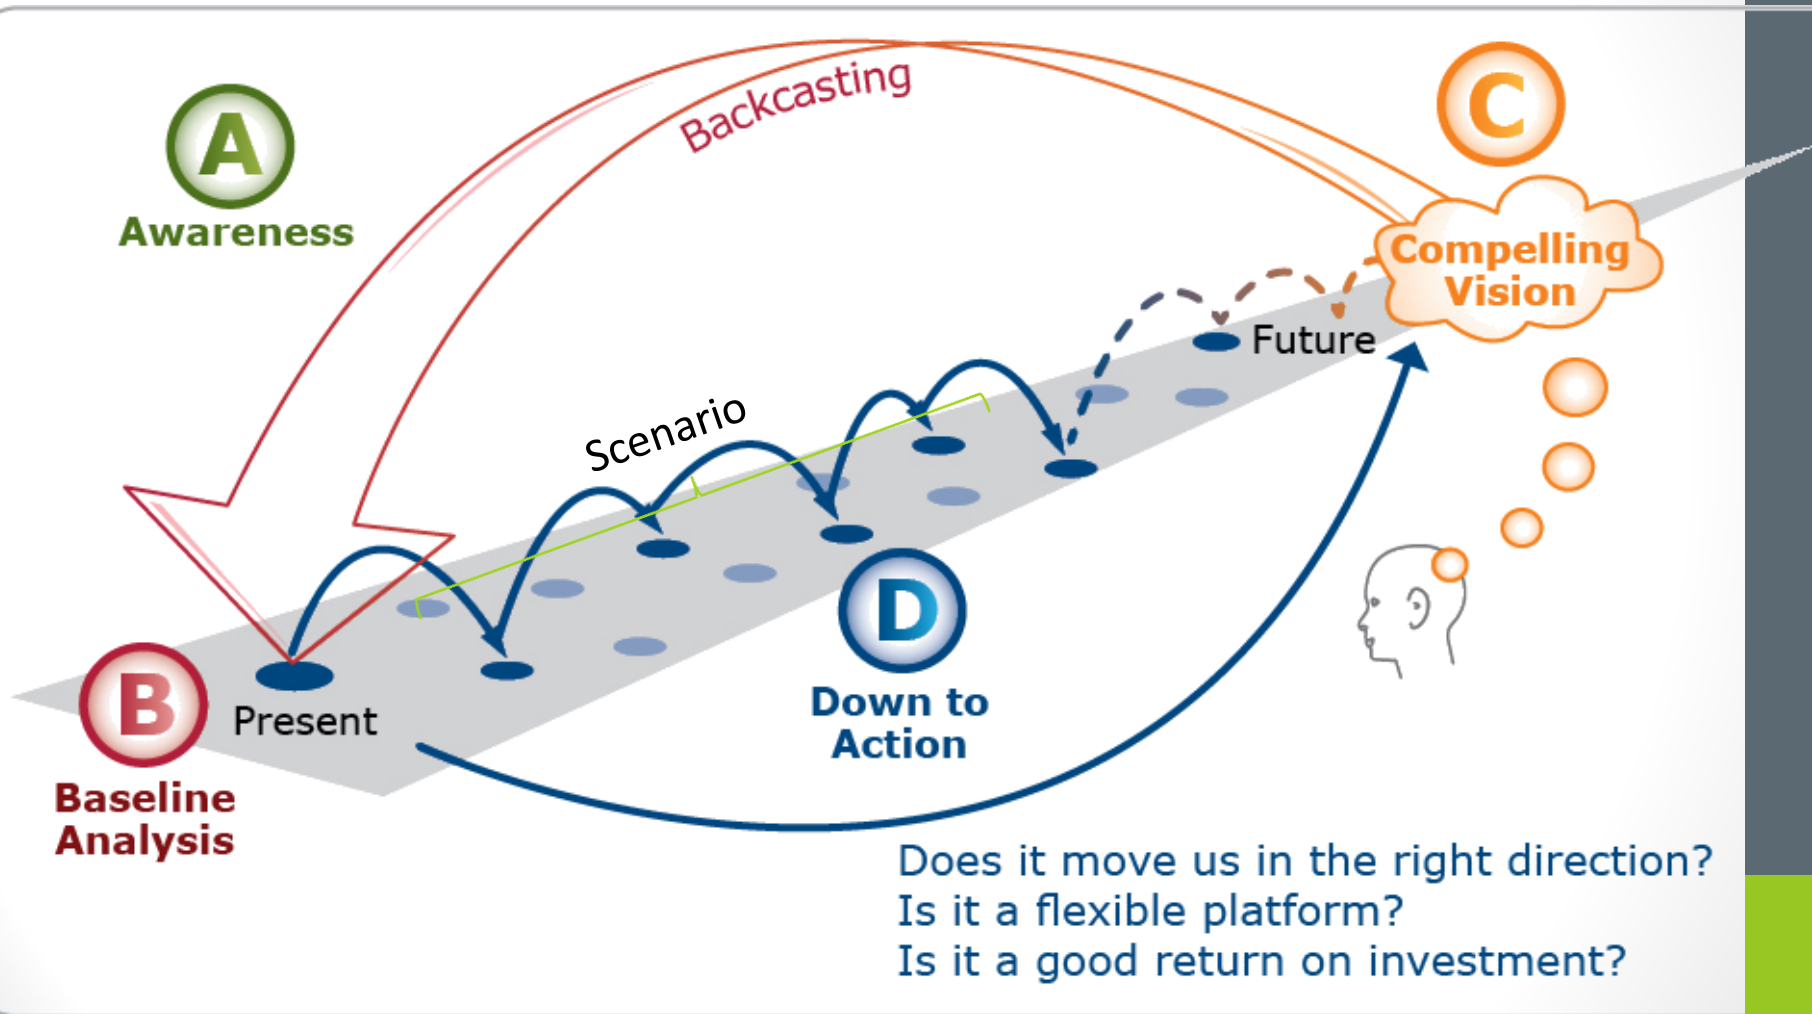 A
Awareness
Backcasting
C
Compelling
Vision
Future
Scenario
D
Down to
Action
B
Present
Baseline
Analysis
Does it move us in the right direction?
Is it a flexible platform?
Is it a good return on investment?